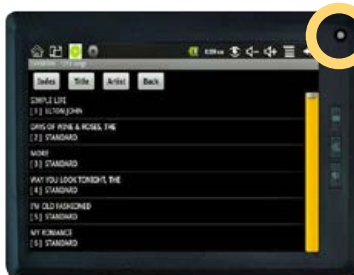 Index Title Artist Back
SIMPLE LIFE
[1] ELTON JOHN
DAYS OF WINE & ROSES, THE
[2] STANDARD
MORE
[3] STANDARD
WAY YOU LOOK TONIGHT, THE
[4] STANDARD
I'M OLD FASHIONED
[5] STANDARD
MY ROMANCE
[6] STANDARD